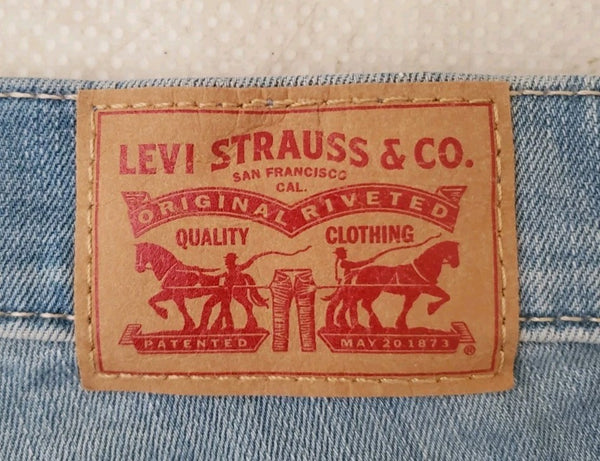 LEVI STRAUSS & CO.
SAN FRANCISCO
CAL.
ORIGINAL RIVETED
QUALITY CLOTHING
PATENTED MAY 20 1873 ®